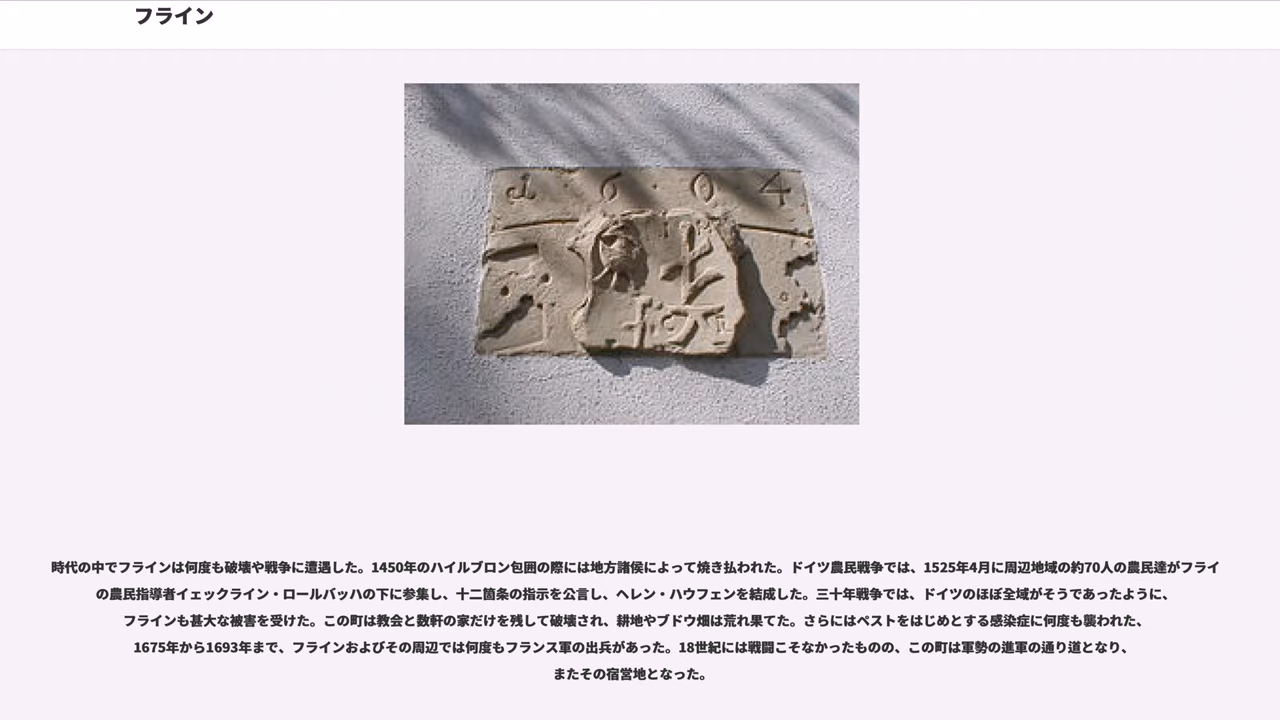 フライン
1604
時代の中でフラインは何度も破壊や戦争に遭遇した。1450年のハイルブロン包囲の際には地方諸侯によって焼き払われた。ドイツ農民戦争では、1525年4月に周辺地域の約70人の農民達がフライ
の農民指導者イェックライン・ロールバッハの下に参集し、十二箇条の指示を公言し、ヘレン・ハウフェンを結成した。三十年戦争では、ドイツのほぼ全域がそうであったように、
フラインも甚大な被害を受けた。この町は教会と数軒の家だけを残して破壊され、耕地やブドウ畑は荒れ果てた。さらにはペストをはじめとする感染症に何度も襲われた、
1675年から1693年まで、フラインおよびその周辺では何度もフランス軍の出兵があった。18世紀には戦闘こそなかったものの、この町は軍勢の進軍の通り道となり、
またその宿営地となった。